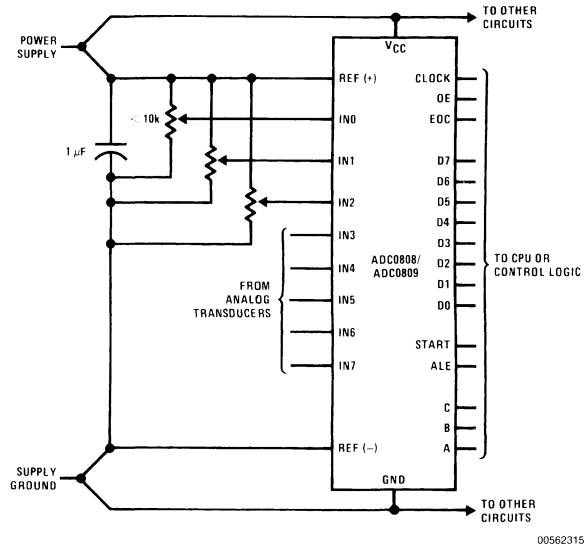 TO OTHER
CIRCUITS
POWER
SUPPLY
VCC
REF (+)
CLOCK
OE
< 10k
IN0
EOC
1 μF
IN1
D7
D6
IN2
D5
D4
IN3
D3
ADC0808/
ADC0809
IN4
D2
TO CPU OR
CONTROL LOGIC
FROM
ANALOG
TRANSDUCERS
IN5
D1
D0
IN6
START
IN7
ALE
C
B
REF (−)
A
SUPPLY
GROUND
GND
TO OTHER
CIRCUITS
00562315